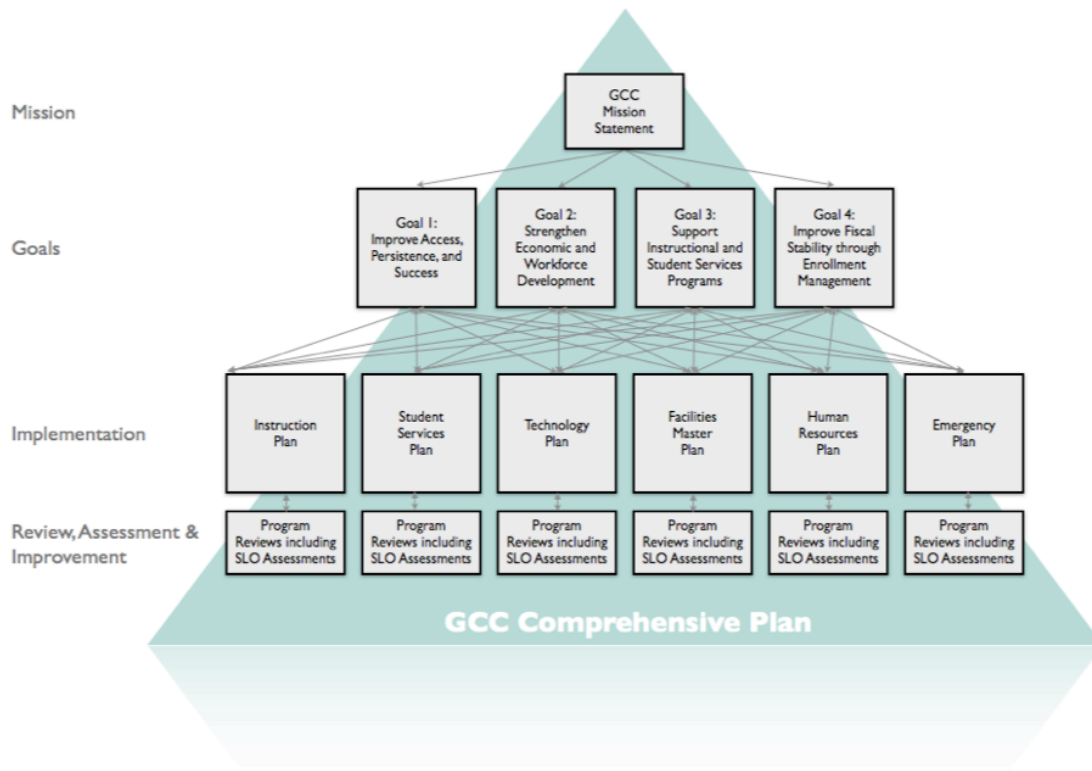 Mission
GCC
Mission
Statement
Goals
Goal 1:
Improve Access,
Persistence, and
Success
Goal 2:
Strengthen
Economic and
Workforce
Development
Goal 3:
Support
Instructional and
Student Services
Programs
Goal 4:
Improve Fiscal
Stability through
Enrollment
Management
Implementation
Instruction
Plan
Student
Services
Plan
Technology
Plan
Facilities
Master
Plan
Human
Resources
Plan
Emergency
Plan
Review, Assessment &
Improvement
Program
Reviews including
SLO Assessments
Program
Reviews including
SLO Assessments
Program
Reviews including
SLO Assessments
Program
Reviews including
SLO Assessments
Program
Reviews including
SLO Assessments
Program
Reviews including
SLO Assessments
GCC Comprehensive Plan